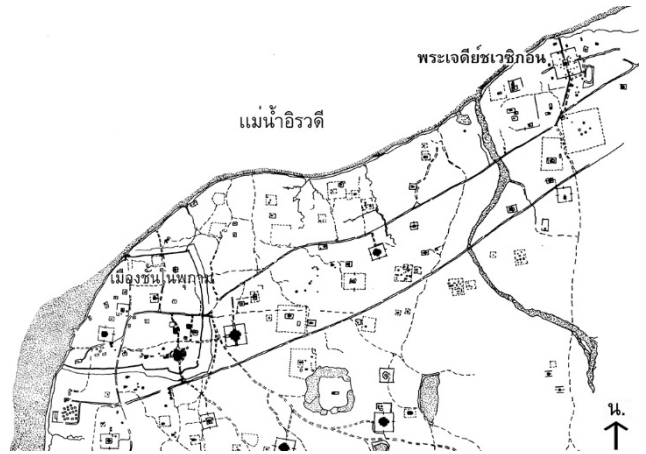 พระเจดีย์ชเวซิกอน
แม่น้ำอิรวดี
เมืองชั้นในพุกาม
น.